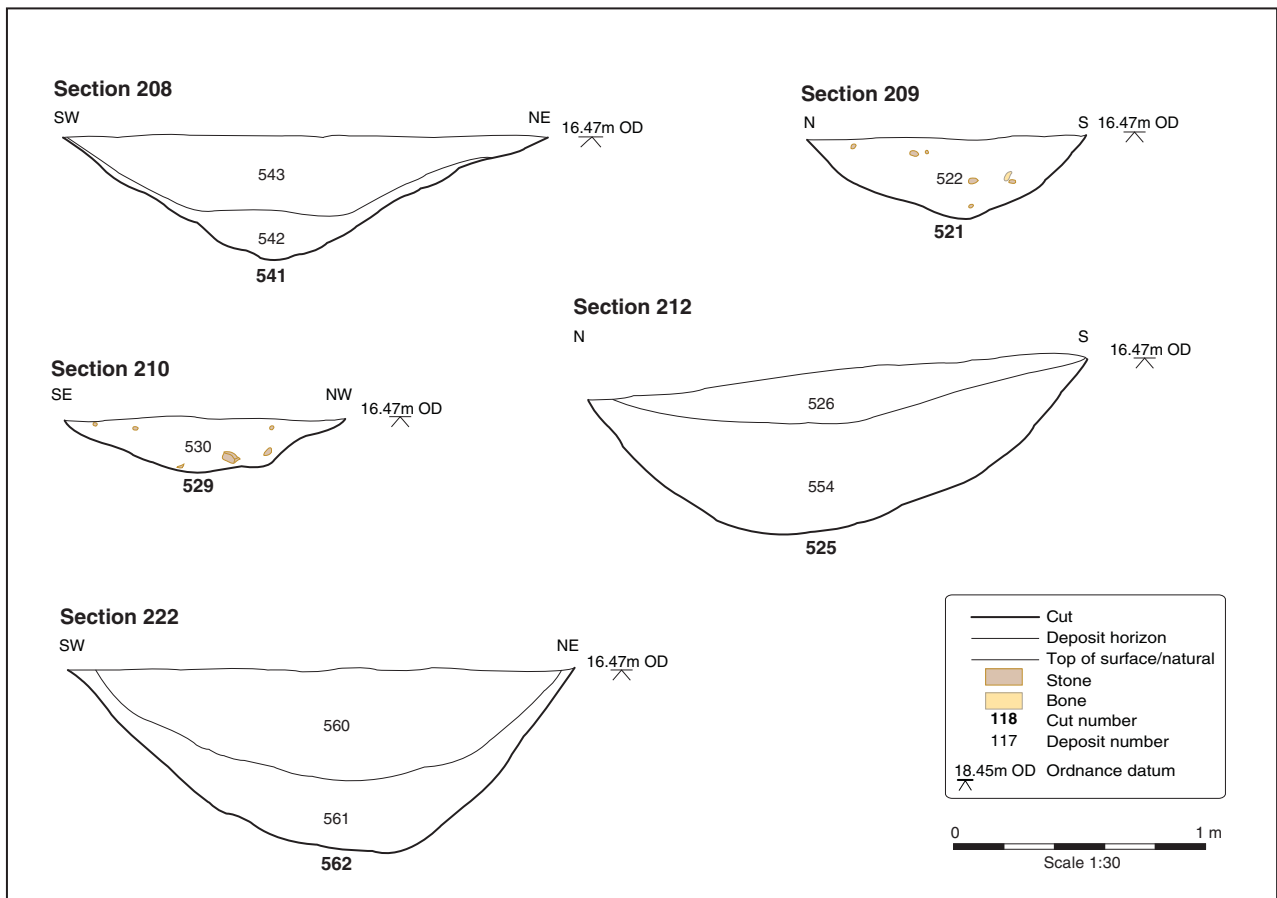 Section 208
SW NE 16.47m OD
543
542
541
Section 209
N S 16.47m OD
522
521
Section 210
SE NW 16.47m OD
530
529
Section 212
N S 16.47m OD
526
554
525
Section 222
SW NE 16.47m OD
560
561
562
Cut
Deposit horizon
Top of surface/natural
Stone
Bone
118 Cut number
117 Deposit number
18.45m OD Ordnance datum
0 1 m
Scale 1:30